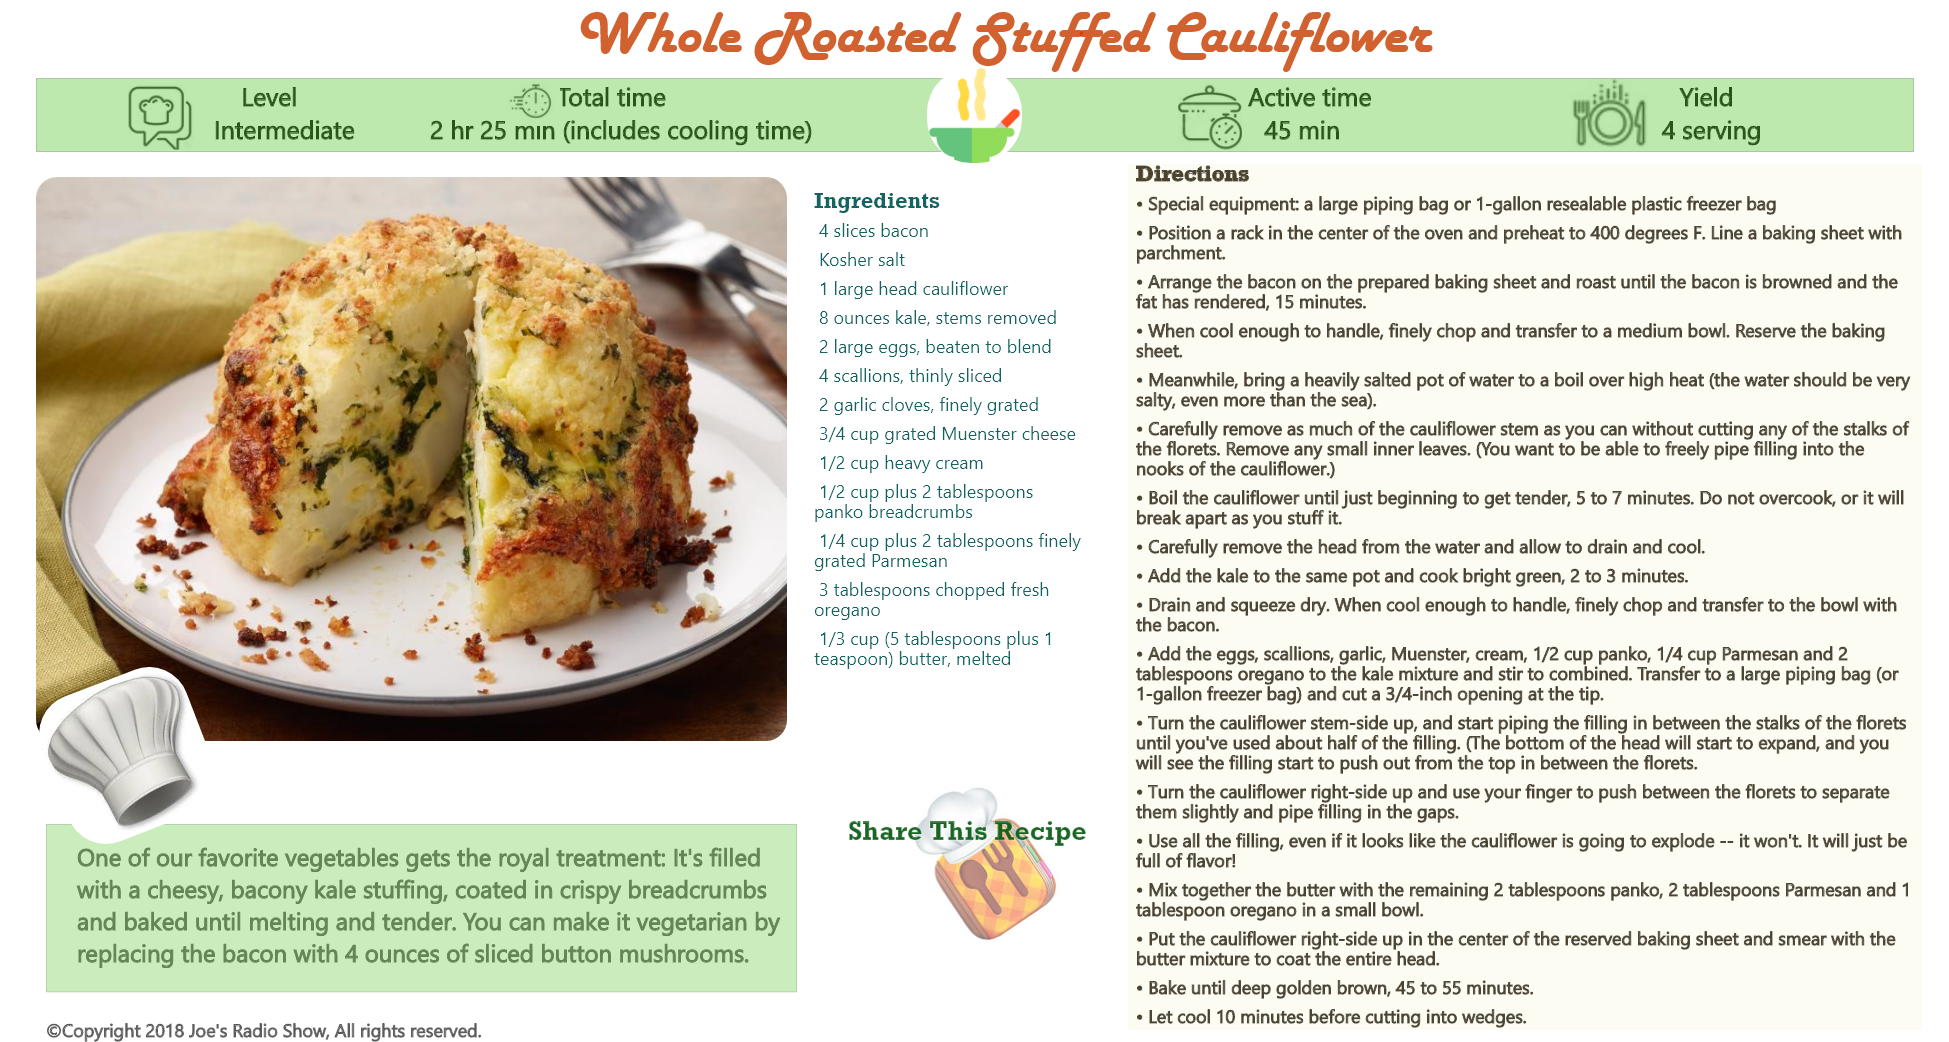 Whole Roasted Stuffed Cauliflower
Level
Intermediate
Total time
2 hr 25 min (includes cooling time)
Active time
45 min
Yield
4 serving
Ingredients
4 slices bacon
Kosher salt
1 large head cauliflower
8 ounces kale, stems removed
2 large eggs, beaten to blend
4 scallions, thinly sliced
2 garlic cloves, finely grated
3/4 cup grated Muenster cheese
1/2 cup heavy cream
1/2 cup plus 2 tablespoons
panko breadcrumbs
1/4 cup plus 2 tablespoons finely
grated Parmesan
3 tablespoons chopped fresh
oregano
1/3 cup (5 tablespoons plus 1
teaspoon) butter, melted
Share This Recipe
Directions
• Special equipment: a large piping bag or 1-gallon resealable plastic freezer bag
• Position a rack in the center of the oven and preheat to 400 degrees F. Line a baking sheet with
parchment.
• Arrange the bacon on the prepared baking sheet and roast until the bacon is browned and the
fat has rendered, 15 minutes.
• When cool enough to handle, finely chop and transfer to a medium bowl. Reserve the baking
sheet.
• Meanwhile, bring a heavily salted pot of water to a boil over high heat (the water should be very
salty, even more than the sea).
• Carefully remove as much of the cauliflower stem as you can without cutting any of the stalks of
the florets. Remove any small inner leaves. (You want to be able to freely pipe filling into the
nooks of the cauliflower.)
• Boil the cauliflower until just beginning to get tender, 5 to 7 minutes. Do not overcook, or it will
break apart as you stuff it.
• Carefully remove the head from the water and allow to drain and cool.
• Add the kale to the same pot and cook bright green, 2 to 3 minutes.
• Drain and squeeze dry. When cool enough to handle, finely chop and transfer to the bowl with
the bacon.
• Add the eggs, scallions, garlic, Muenster, cream, 1/2 cup panko, 1/4 cup Parmesan and 2
tablespoons oregano to the kale mixture and stir to combined. Transfer to a large piping bag (or
1-gallon freezer bag) and cut a 3/4-inch opening at the tip.
• Turn the cauliflower stem-side up, and start piping the filling in between the stalks of the florets
until you've used about half of the filling. (The bottom of the head will start to expand, and you
will see the filling start to push out from the top in between the florets.
• Turn the cauliflower right-side up and use your finger to push between the florets to separate
them slightly and pipe filling in the gaps.
• Use all the filling, even if it looks like the cauliflower is going to explode -- it won't. It will just be
full of flavor!
• Mix together the butter with the remaining 2 tablespoons panko, 2 tablespoons Parmesan and 1
tablespoon oregano in a small bowl.
• Put the cauliflower right-side up in the center of the reserved baking sheet and smear with the
butter mixture to coat the entire head.
• Bake until deep golden brown, 45 to 55 minutes.
• Let cool 10 minutes before cutting into wedges.
One of our favorite vegetables gets the royal treatment: It's filled
with a cheesy, bacony kale stuffing, coated in crispy breadcrumbs
and baked until melting and tender. You can make it vegetarian by
replacing the bacon with 4 ounces of sliced button mushrooms.
©Copyright 2018 Joe's Radio Show, All rights reserved.